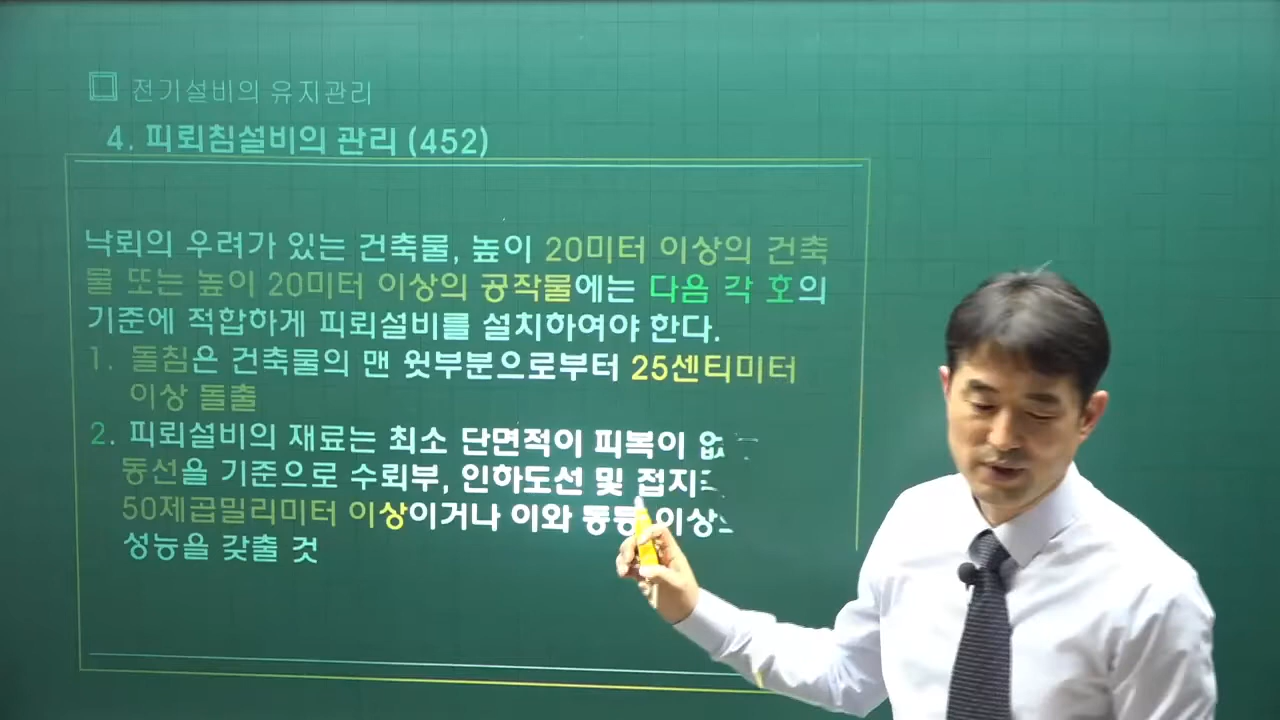 전기설비의 유지관리
4. 피뢰침설비의 관리 (452)
낙뢰의 우려가 있는 건축물, 높이 20미터 이상의 건축
물 또는 높이 20미터 이상의 공작물에는 다음 각 호의
기준에 적합하게 피뢰설비를 설치하여야 한다.
1. 돌침은 건축물의 맨 윗부분으로부터 25센티미터
이상 돌출
2. 피뢰설비의 재료는 최소 단면적이 피복이
동선을 기준으로 수뢰부, 인하도선 및 접지
50제곱밀리미터 이상이거나 이와 동등 이상
성능을 갖출 것